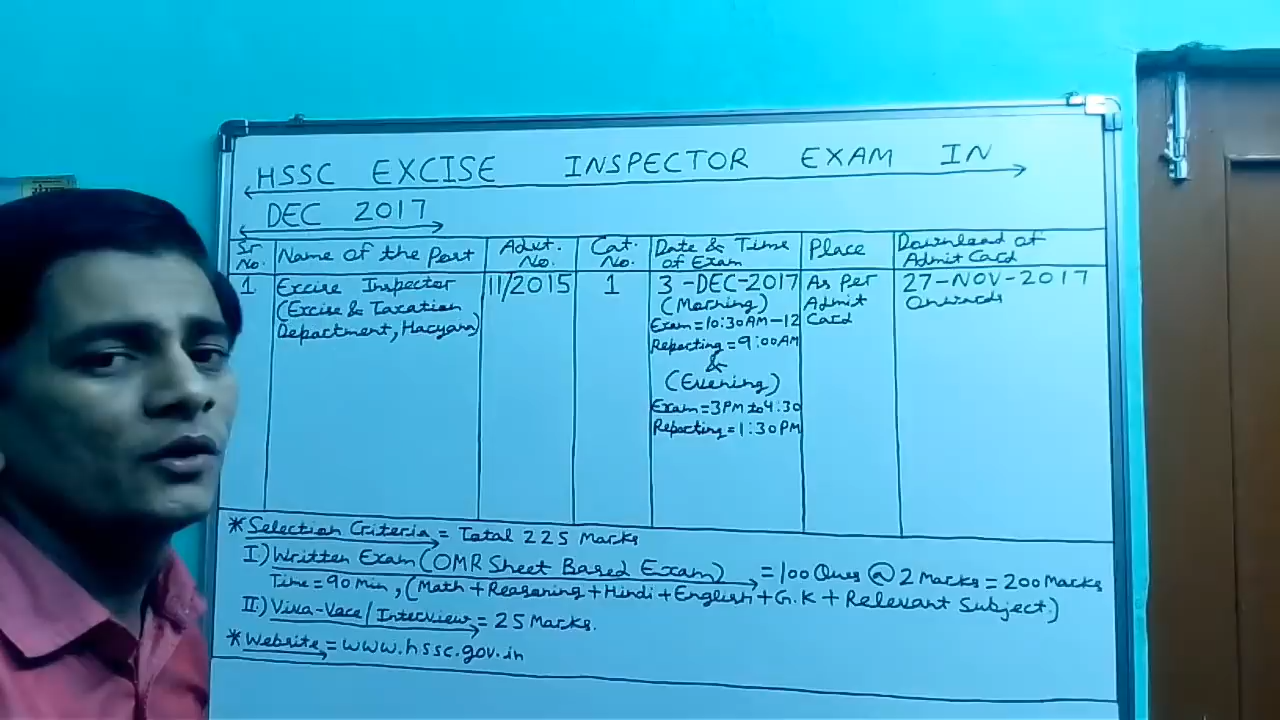 HSSC EXCISE INSPECTOR EXAM IN
DEC 2017
Sr. No.
Name of the Post
Advt. No.
Cat. No.
Date & Time of Exam
Place
Download of Admit Card
1
Excise Inspector
(Excise & Taxation
Department, Haryana)
11/2015
1
3-DEC-2017
(Morning)
Exam=10:30AM-12
Reporting=9:00AM
&
(Evening)
Exam=3PM to 4:30
Reporting=1:30PM
As Per
Admit
Card
27-NOV-2017
Onwards
*Selection Criteria= Total 225 Marks
I.) Written Exam(OMR Sheet Based Exam) =100 Ques @ 2 Marks = 200 Marks
Time=90 Min, (Math+Reasoning+Hindi+English+G.K+Relevant Subject)
II.) Viva-Voce/Interview = 25 Marks.
*Website=www.hssc.gov.in